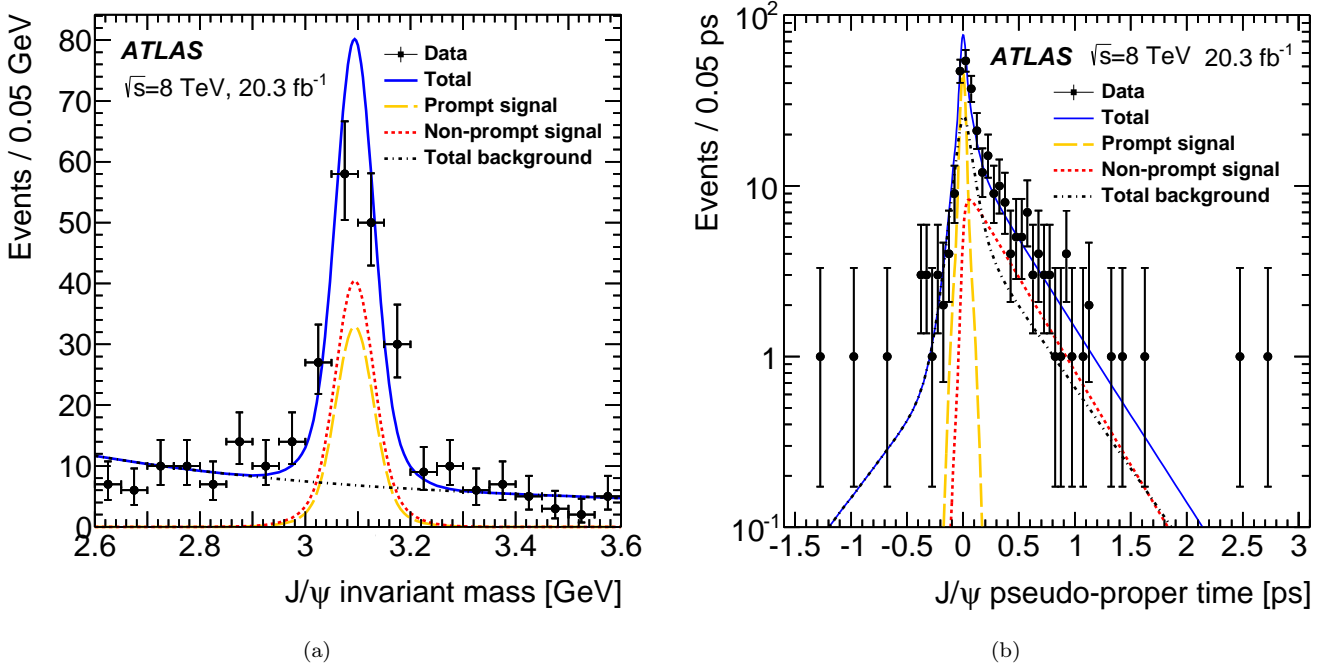 Events / 0.05 GeV
80
70
60
50
40
30
20
10
0
2.6 2.8 3 3.2 3.4 3.6
J/ψ invariant mass [GeV]
ATLAS
√s=8 TeV, 20.3 fb⁻¹
Data
Total
Prompt signal
Non-prompt signal
Total background
(a)
Events / 0.05 ps
10²
10
1
10⁻¹
-1.5 -1 -0.5 0 0.5 1 1.5 2 2.5 3
J/ψ pseudo-proper time [ps]
ATLAS √s=8 TeV 20.3 fb⁻¹
Data
Total
Prompt signal
Non-prompt signal
Total background
(b)